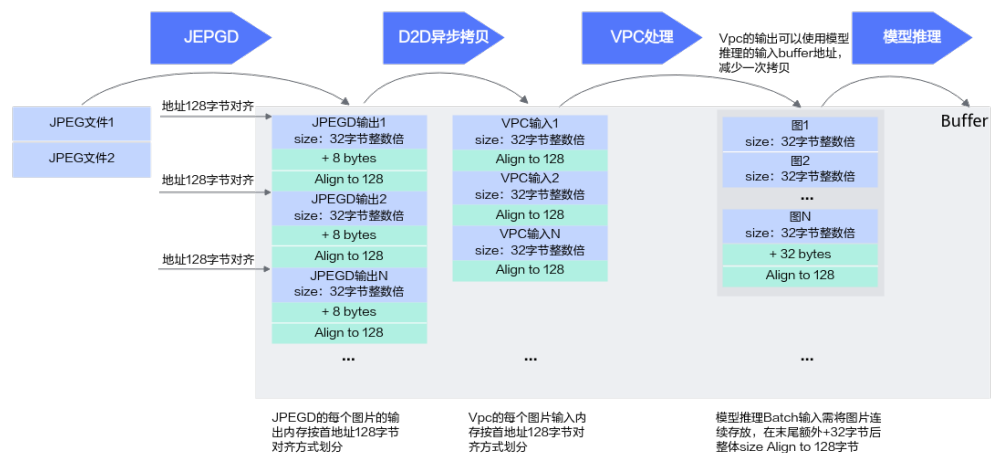 JEPGD
D2D异步拷贝
VPC处理
模型推理
Vpc的输出可以使用模型
推理的输入buffer地址，
减少一次拷贝
JPEG文件1
JPEG文件2
地址128字节对齐
地址128字节对齐
地址128字节对齐
JPEGD输出1
size：32字节整数倍
+ 8 bytes
Align to 128
JPEGD输出2
size：32字节整数倍
+ 8 bytes
Align to 128
JPEGD输出N
size：32字节整数倍
+ 8 bytes
Align to 128
...
VPC输入1
size：32字节整数倍
Align to 128
VPC输入2
size：32字节整数倍
Align to 128
VPC输入N
size：32字节整数倍
Align to 128
...
图1
size：32字节整数倍
图2
size：32字节整数倍
...
图N
size：32字节整数倍
+ 32 bytes
Align to 128
...
Buffer
JPEGD的每个图片的输
出内存按首地址128字节
对齐方式划分
Vpc的每个图片输入内
存按首地址128字节对
齐方式划分
模型推理Batch输入需将图片连
续存放，在末尾额外+32字节后
整体size Align to 128字节